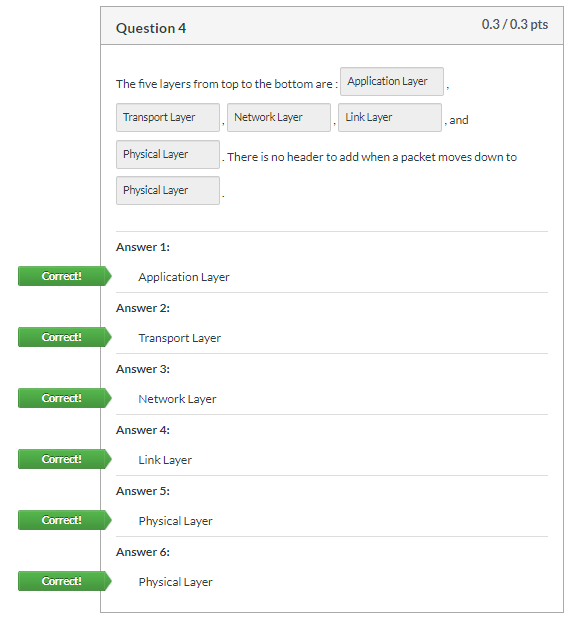 Question 4 0.3 / 0.3 pts
The five layers from top to the bottom are : Application Layer ,
Transport Layer , Network Layer , Link Layer , and
Physical Layer . There is no header to add when a packet moves down to
Physical Layer .
Answer 1:
Correct! Application Layer
Answer 2:
Correct! Transport Layer
Answer 3:
Correct! Network Layer
Answer 4:
Correct! Link Layer
Answer 5:
Correct! Physical Layer
Answer 6:
Correct! Physical Layer